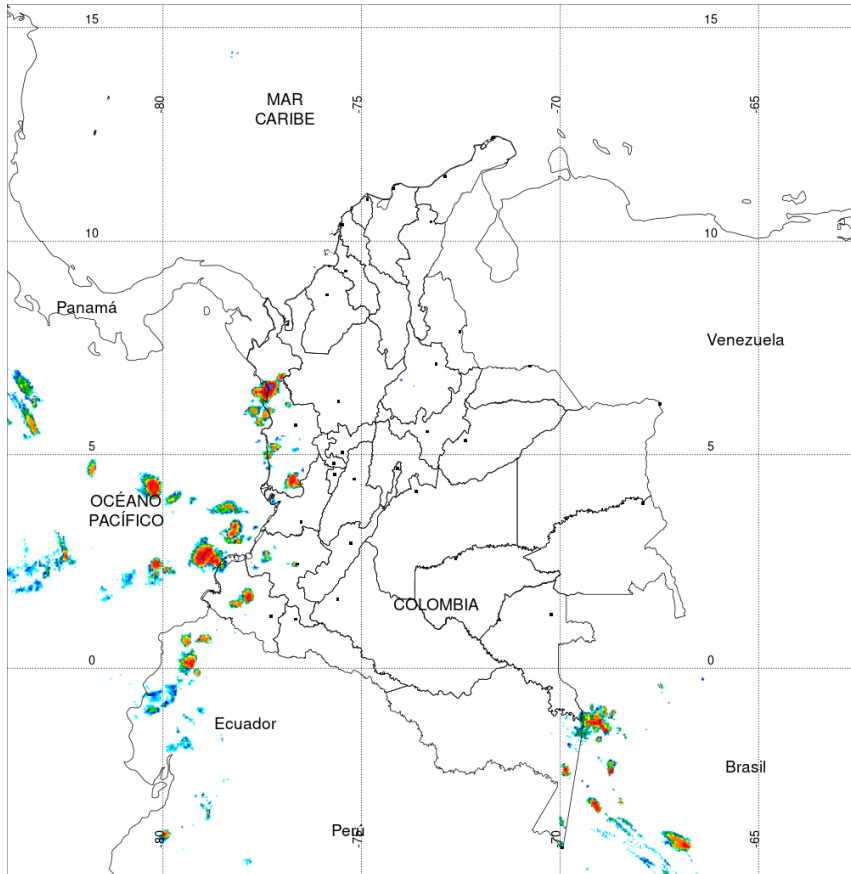 15
15
-80
-75
-70
-65
MAR
CARIBE
10
10
Panamá
Venezuela
5
5
OCÉANO
PACÍFICO
COLOMBIA
0
0
Ecuador
Brasil
Perú
-80
-75
-70
-65